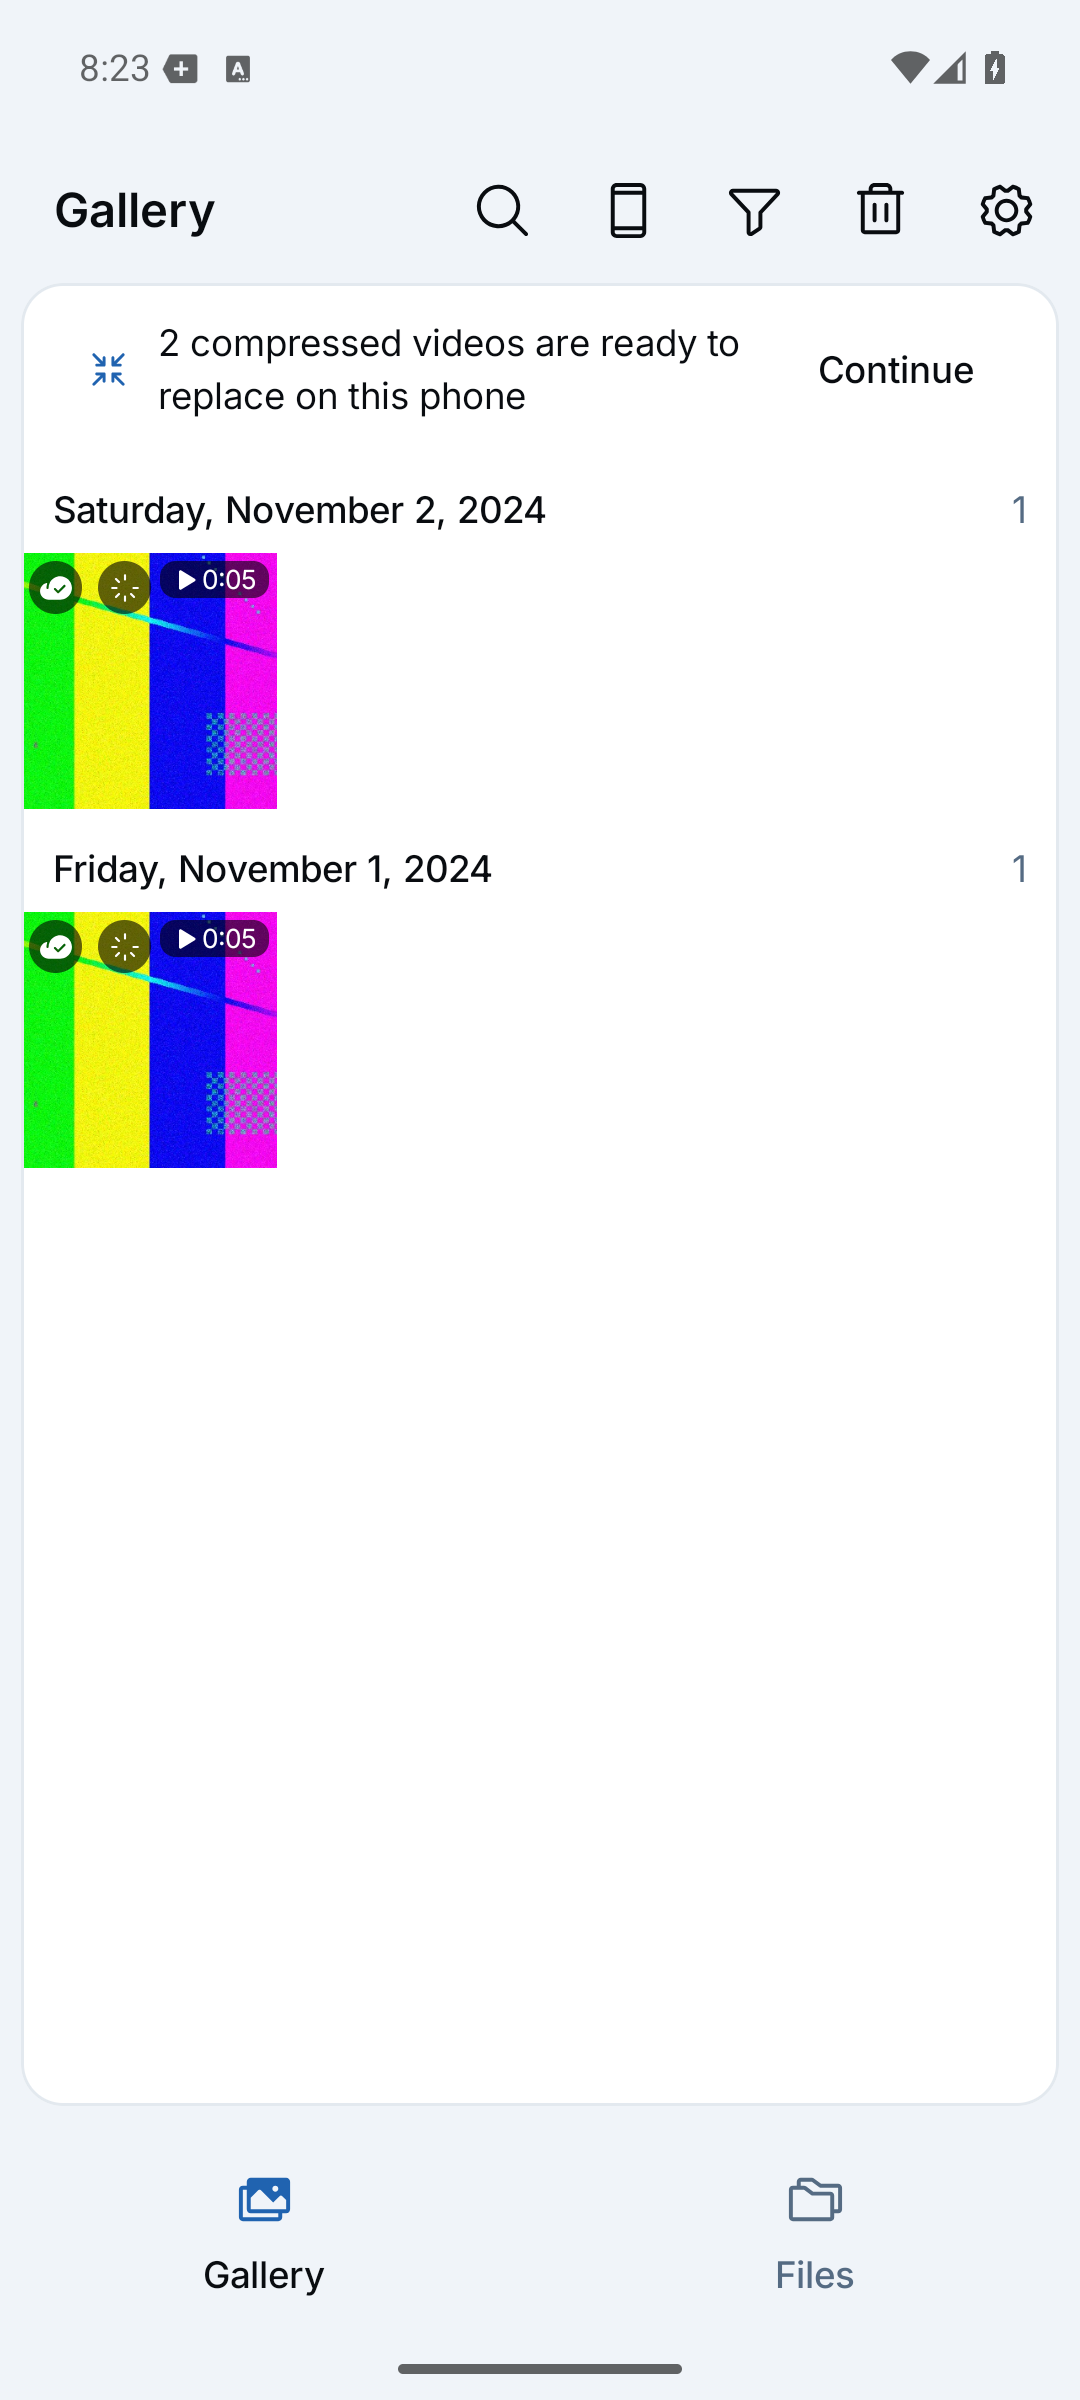 8:23
Gallery
2 compressed videos are ready to
replace on this phone
Continue
Saturday, November 2, 2024
1
0:05
Friday, November 1, 2024
1
0:05
Gallery
Files